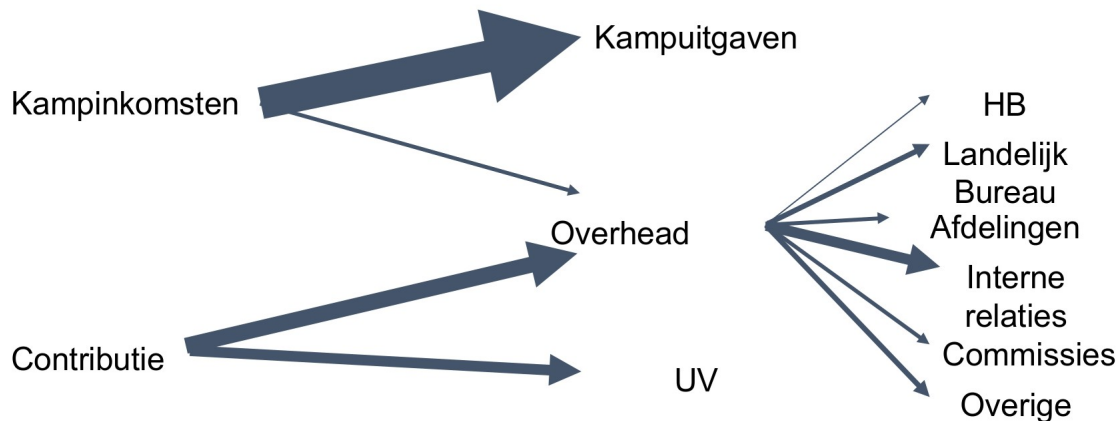 Kampuitgaven
Kampinkomsten
HB
Landelijk
Bureau
Afdelingen
Overhead
Interne
relaties
Contributie
Commissies
UV
Overige